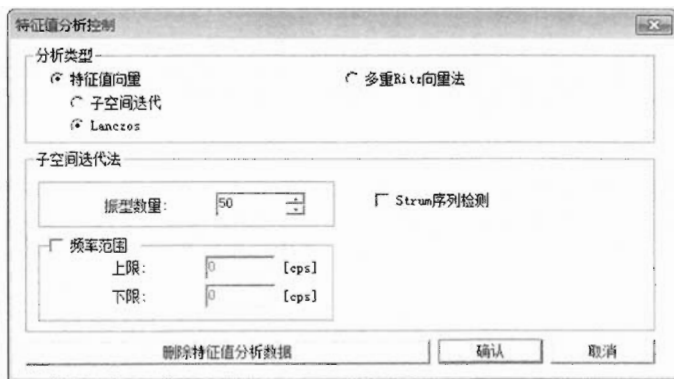 特征值分析控制
分析类型
特征值向量
多重Ritz向量法
子空间迭代
Lanczos
子空间迭代法
振型数量:
50
Strum序列检测
频率范围
上限:
0
[cps]
下限:
0
[cps]
删除特征值分析数据
确认
取消